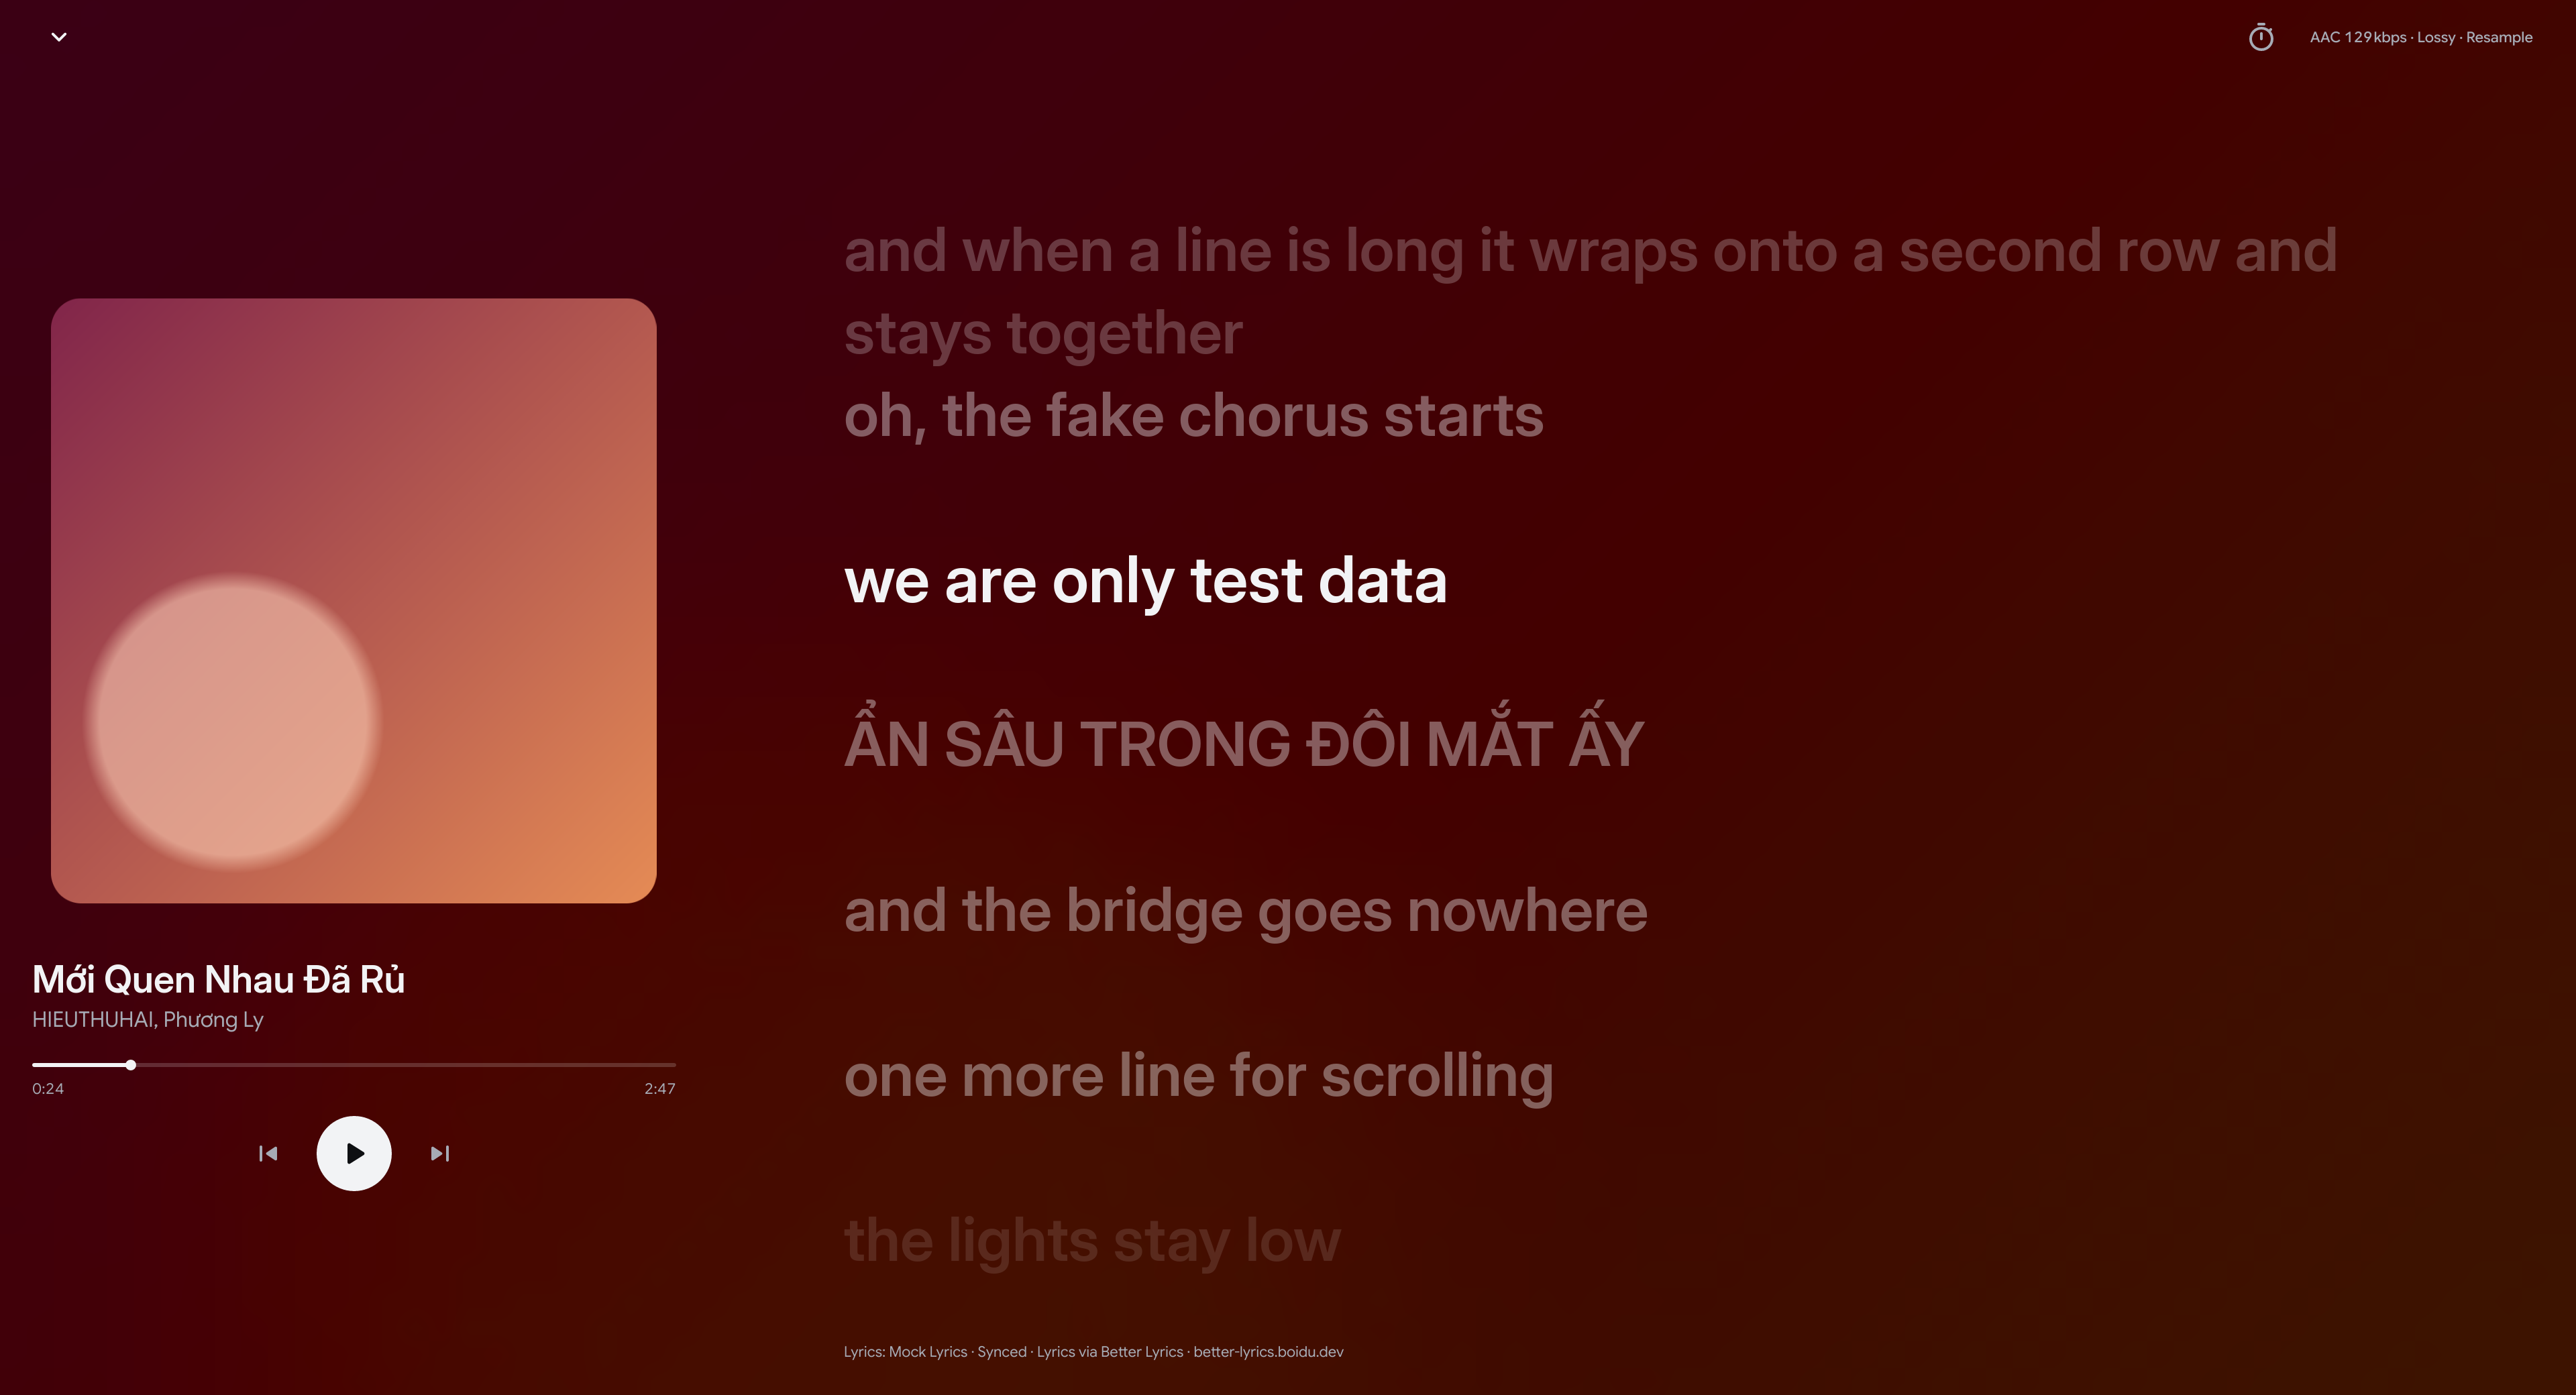 AAC 129kbps · Lossy · Resample
and when a line is long it wraps onto a second row and
stays together
oh, the fake chorus starts
we are only test data
ẨN SÂU TRONG ĐÔI MẮT ẤY
and the bridge goes nowhere
one more line for scrolling
the lights stay low
Mới Quen Nhau Đã Rủ
HIEUTHUHAI, Phương Ly
0:24 2:47
Lyrics: Mock Lyrics · Synced · Lyrics via Better Lyrics · better-lyrics.boidu.dev